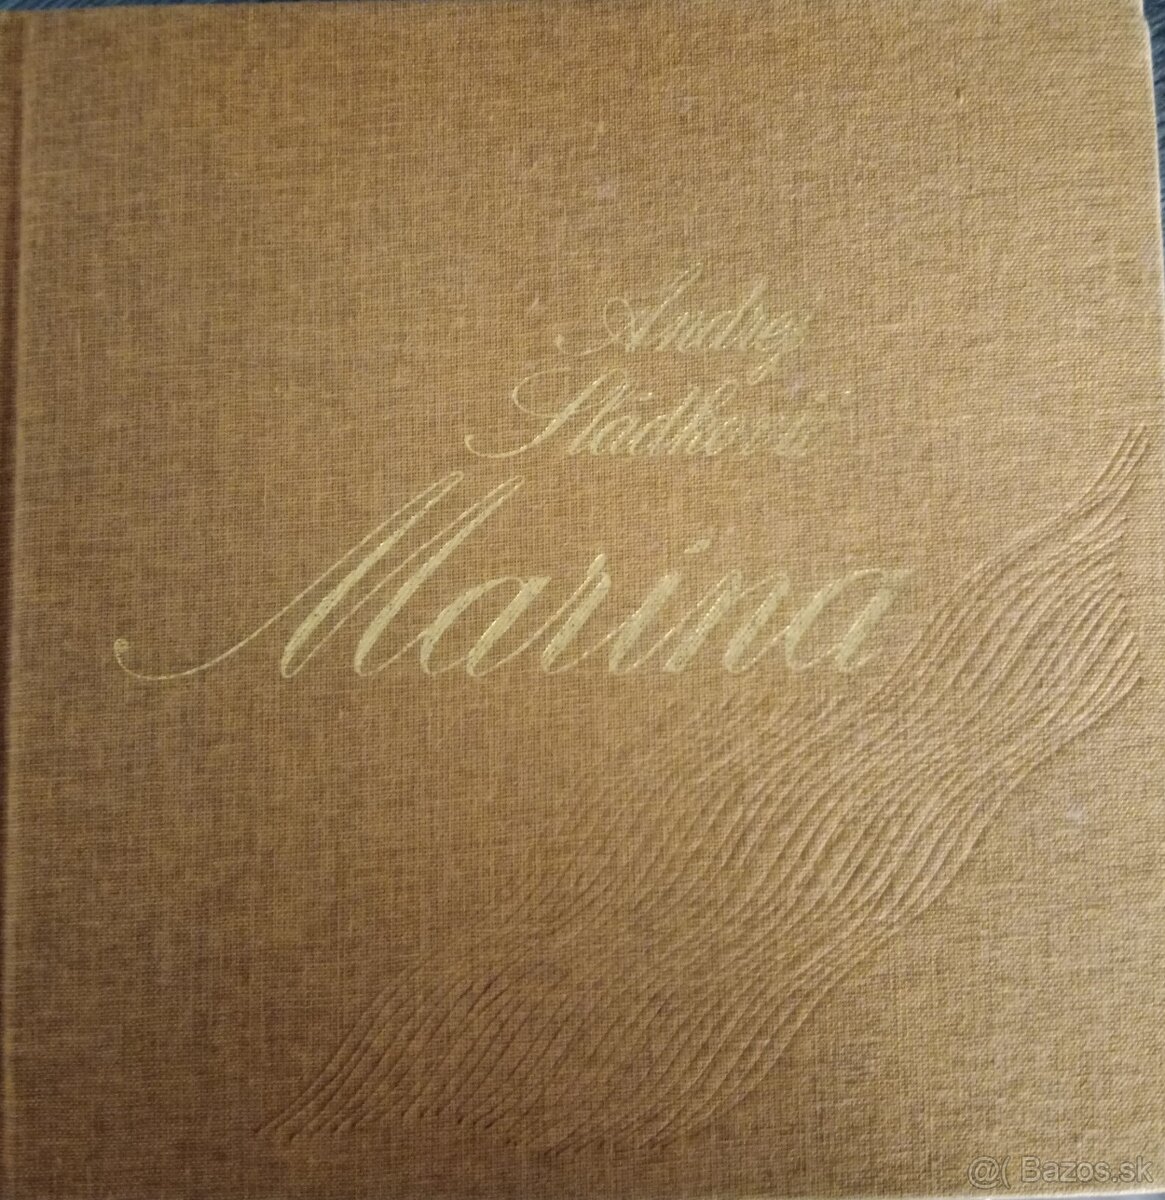 Andrej
Sládkovič
Marina
@( Bazos.sk